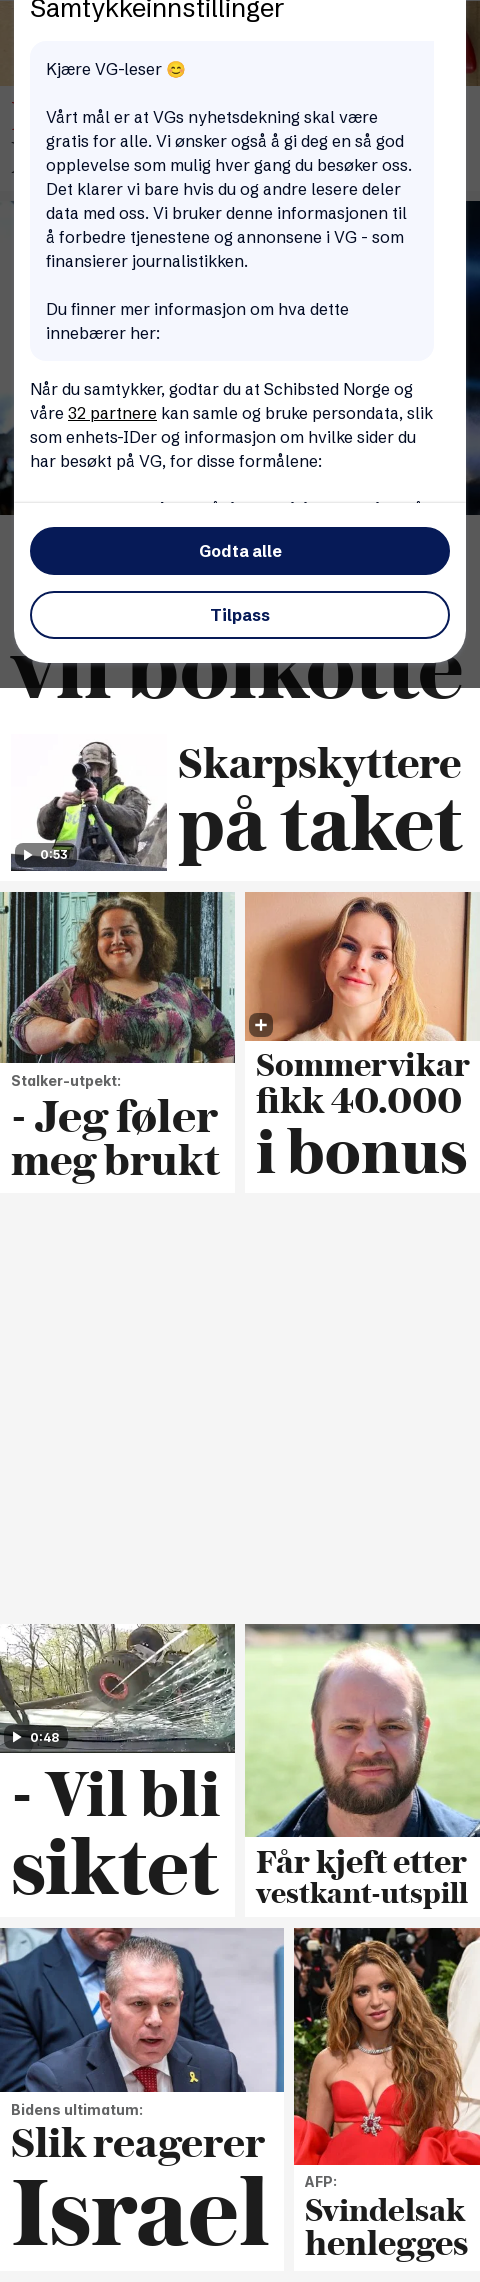 Samtykkeinnstillinger
Kjære VG-leser 😊
Vårt mål er at VGs nyhetsdekning skal være
gratis for alle. Vi ønsker også å gi deg en så god
opplevelse som mulig hver gang du besøker oss.
Det klarer vi bare hvis du og andre lesere deler
data med oss. Vi bruker denne informasjonen til
å forbedre tjenestene og annonsene i VG - som
finansierer journalistikken.
Du finner mer informasjon om hva dette
innebærer her:
Når du samtykker, godtar du at Schibsted Norge og
våre 32 partnere kan samle og bruke persondata, slik
som enhets-IDer og informasjon om hvilke sider du
har besøkt på VG, for disse formålene:
Godta alle
Tilpass
Vil boikotte
Skarpskyttere
på taket
0:53
Stalker-utpekt:
- Jeg føler
meg brukt
Sommervikar
fikk 40.000
i bonus
0:48
- Vil bli
siktet
Får kjeft etter
vestkant-utspill
Bidens ultimatum:
Slik reagerer
Israel
AFP:
Svindelsak
henlegges